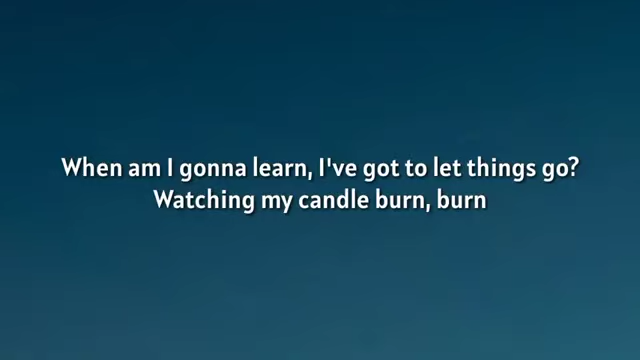 When am I gonna learn, I've got to let things go?
Watching my candle burn, burn